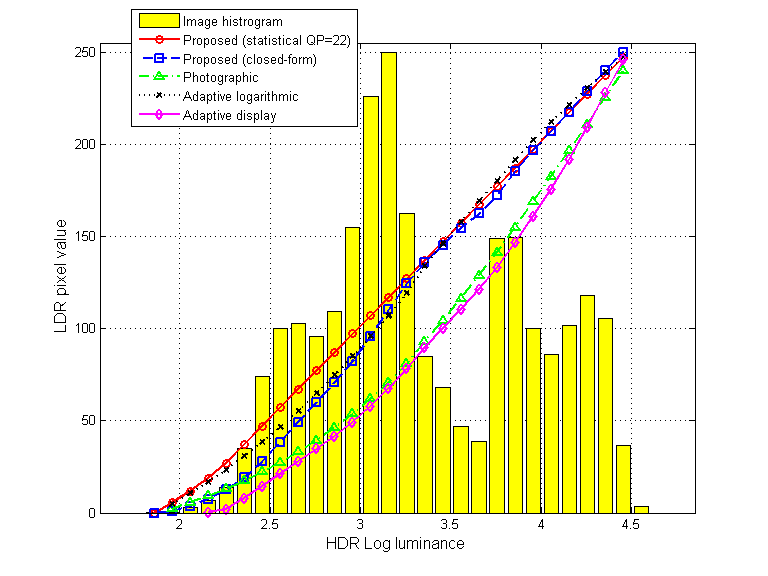 Image histrogram
Proposed (statistical QP=22)
Proposed (closed-form)
Photographic
Adaptive logarithmic
Adaptive display
250
200
150
100
50
0
LDR pixel value
2 2.5 3 3.5 4 4.5
HDR Log luminance